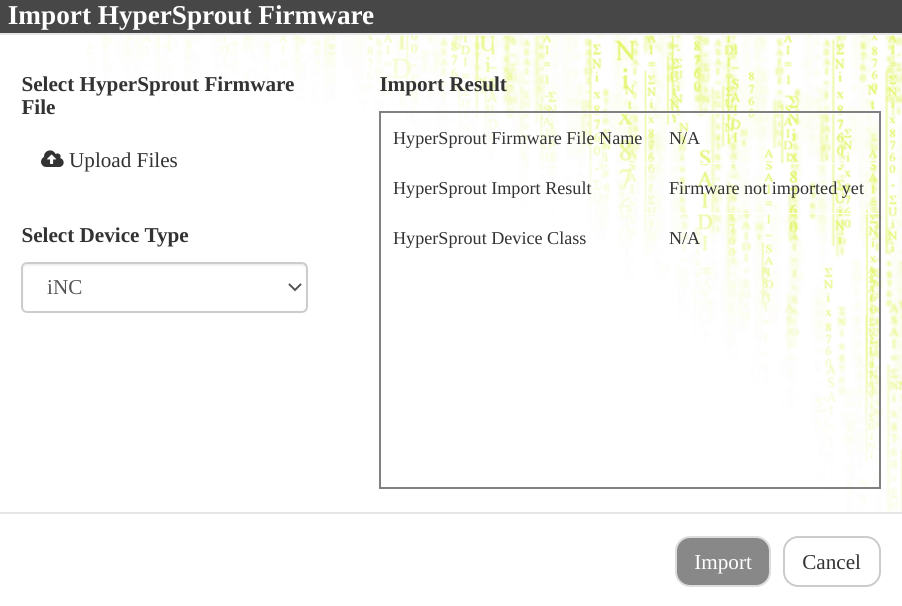 Import HyperSprout Firmware
Select HyperSprout Firmware
File
Upload Files
Select Device Type
iNC
Import Result
HyperSprout Firmware File Name N/A
HyperSprout Import Result Firmware not imported yet
HyperSprout Device Class N/A
Import Cancel